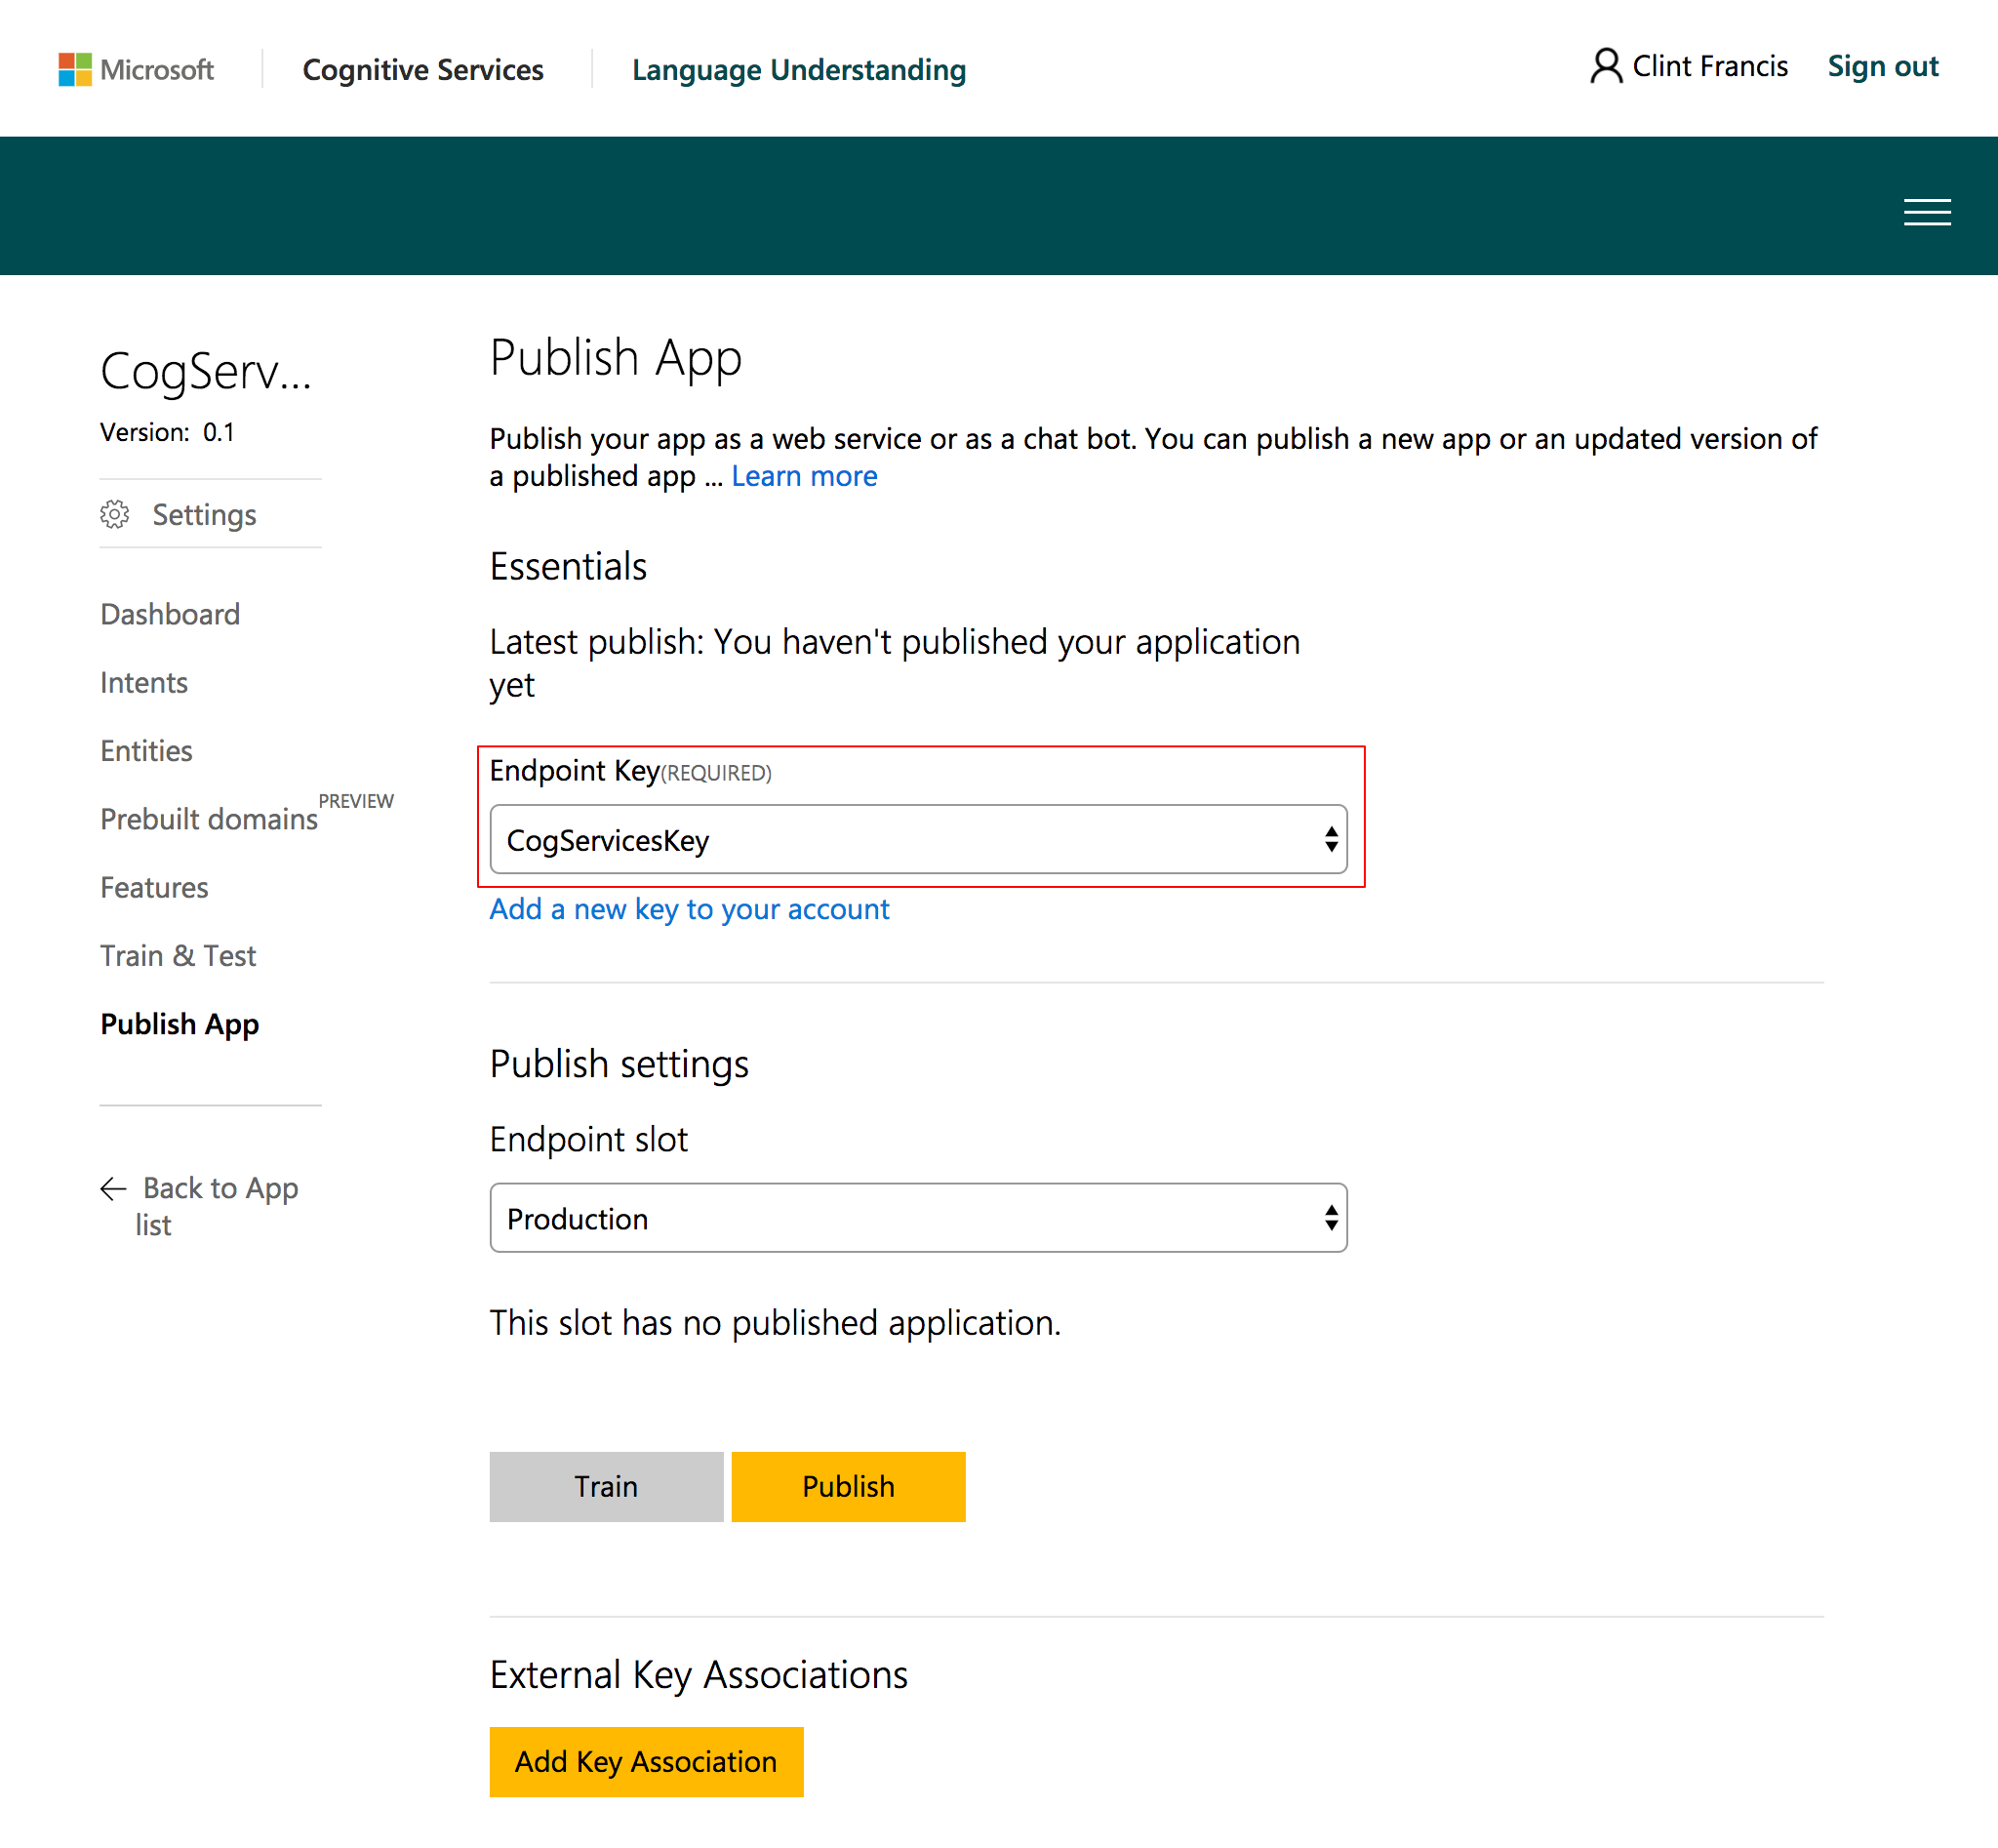 Microsoft
Cognitive Services
Language Understanding
Clint Francis
Sign out
CogServ...
Version: 0.1
Settings
Dashboard
Intents
Entities
Prebuilt domains PREVIEW
Features
Train & Test
Publish App
Back to App
list
Publish App
Publish your app as a web service or as a chat bot. You can publish a new app or an updated version of
a published app ... Learn more
Essentials
Latest publish: You haven't published your application
yet
Endpoint Key(REQUIRED)
CogServicesKey
Add a new key to your account
Publish settings
Endpoint slot
Production
This slot has no published application.
Train
Publish
External Key Associations
Add Key Association